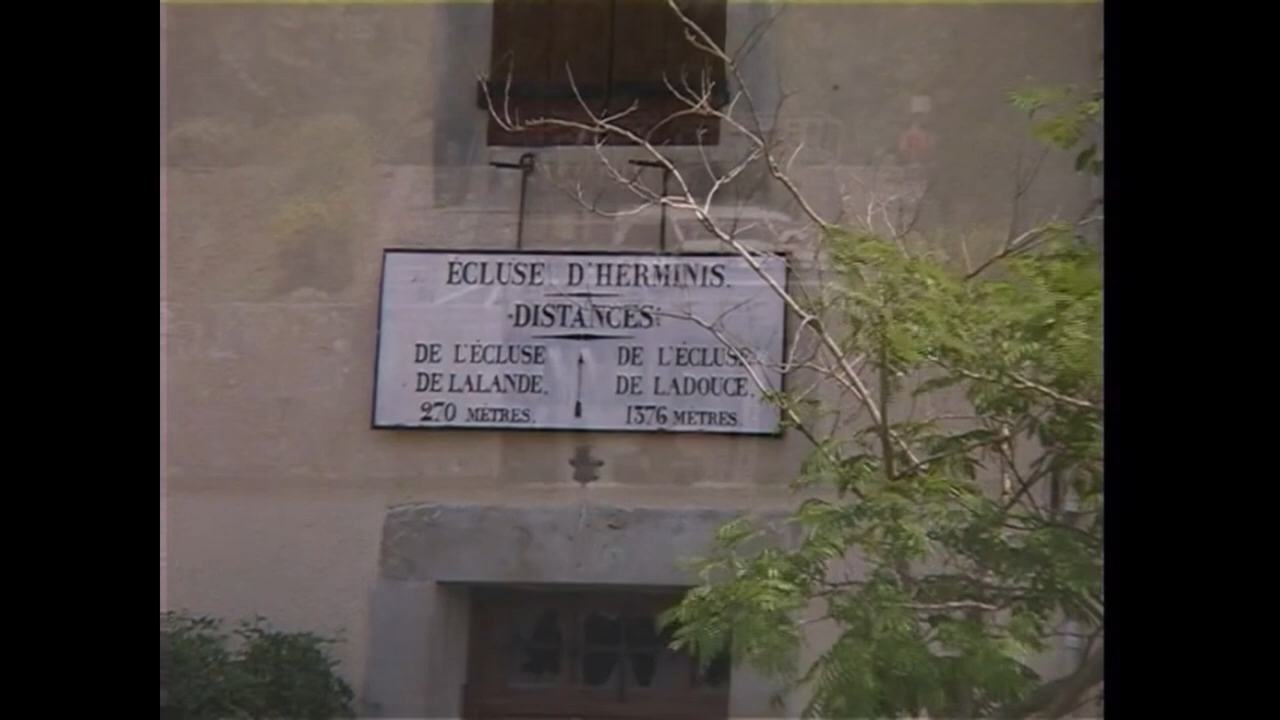 ÉCLUSE D'HERMINIS.
DISTANCES
DE L'ÉCLUSE
DE LALANDE.
270 MÈTRES.
DE L'ÉCLUSE
DE LADOUCE.
1376 MÈTRES.